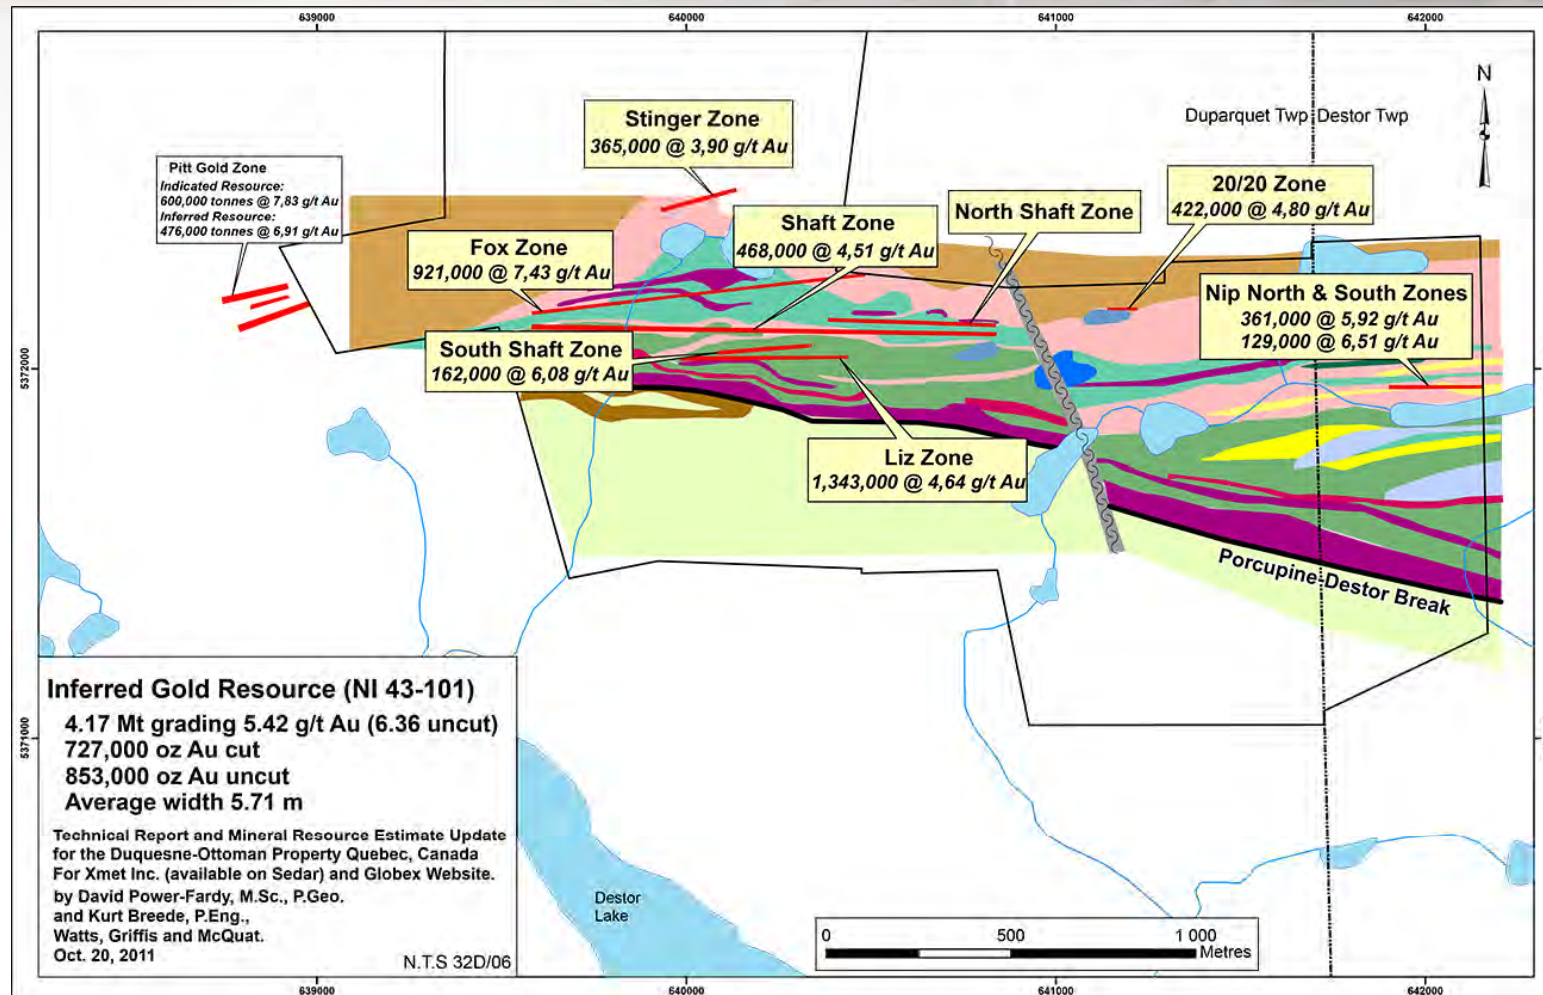 639000
640000
641000
642000
N
Duparquet Twp
Destor Twp
Stinger Zone
365,000 @ 3,90 g/t Au
Pitt Gold Zone
Indicated Resource:
600,000 tonnes @ 7,83 g/t Au
Inferred Resource:
476,000 tonnes @ 6,91 g/t Au
20/20 Zone
422,000 @ 4,80 g/t Au
North Shaft Zone
Shaft Zone
468,000 @ 4,51 g/t Au
Fox Zone
921,000 @ 7,43 g/t Au
Nip North & South Zones
361,000 @ 5,92 g/t Au
129,000 @ 6,51 g/t Au
South Shaft Zone
162,000 @ 6,08 g/t Au
5372000
Liz Zone
1,343,000 @ 4,64 g/t Au
Porcupine-Destor Break
5371000
Inferred Gold Resource (NI 43-101)
4.17 Mt grading 5.42 g/t Au (6.36 uncut)
727,000 oz Au cut
853,000 oz Au uncut
Average width 5.71 m
Technical Report and Mineral Resource Estimate Update
for the Duquesne-Ottoman Property Quebec, Canada
For Xmet Inc. (available on Sedar) and Globex Website.
by David Power-Fardy, M.Sc., P.Geo.
and Kurt Breede, P.Eng.,
Watts, Griffis and McQuat.
Oct. 20, 2011
N.T.S 32D/06
Destor
Lake
0
500
1 000
Metres
639000
640000
641000
642000